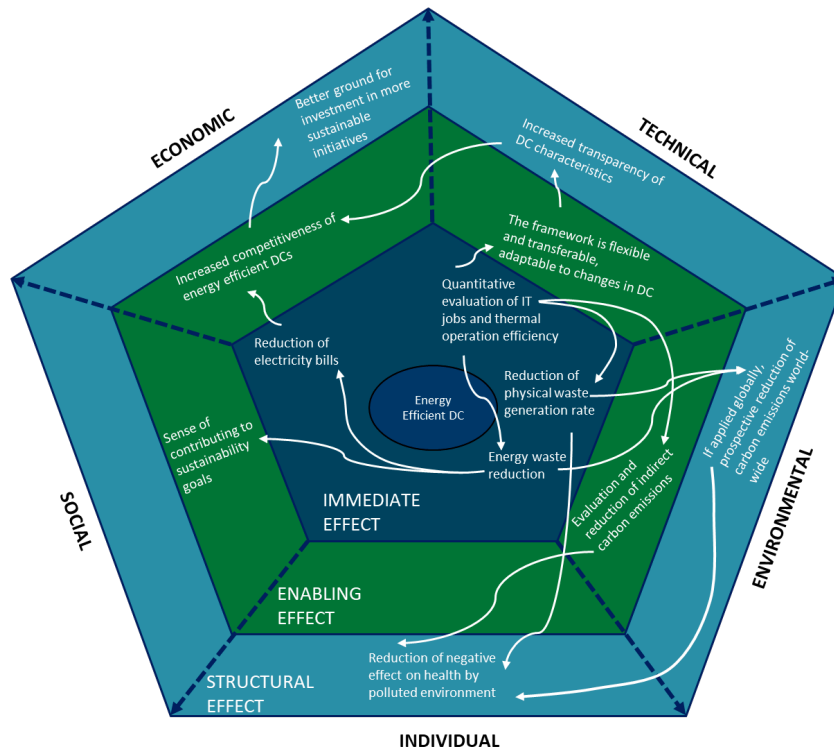 ECONOMIC
TECHNICAL
Better ground for
investment in more
sustainable
initiatives
Increased transparency of
DC characteristics
Increased competitiveness of
energy efficient DCs
The framework is flexible
and transferable,
adaptable to changes in DC
Quantitative
evaluation of IT
jobs and thermal
operation efficiency
Reduction of
electricity bills
Reduction of
physical waste
generation rate
Energy
Efficient DC
If applied globally,
prospective reduction of
carbon emissions world-
wide
Sense of
contributing to
sustainability
goals
Energy waste
reduction
Evaluation and
reduction of indirect
carbon emissions
SOCIAL
ENVIRONMENTAL
IMMEDIATE
EFFECT
ENABLING
EFFECT
STRUCTURAL
EFFECT
Reduction of negative
effect on health by
polluted environment
INDIVIDUAL